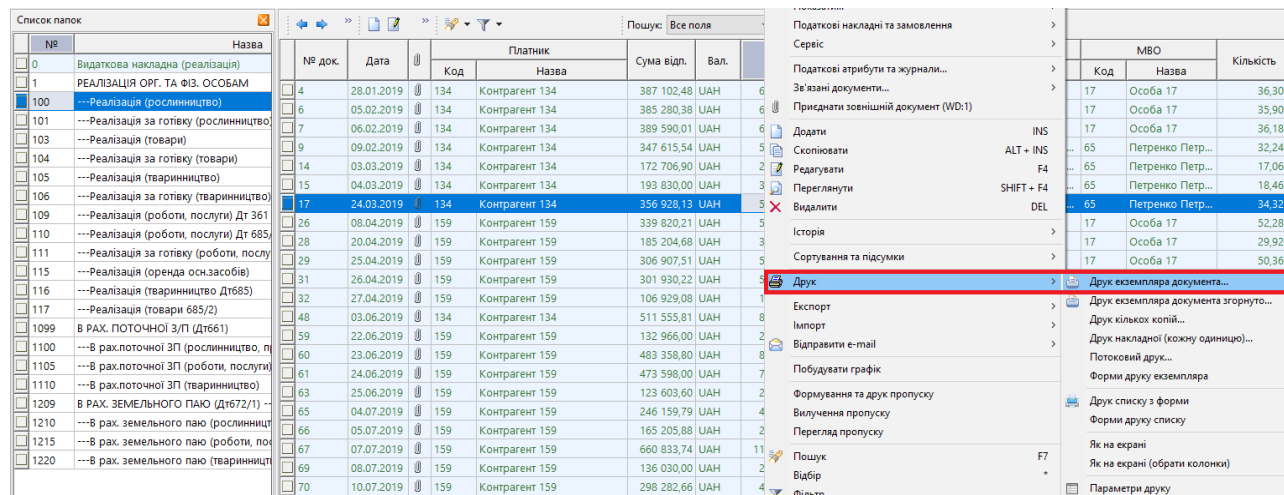 Список папок
№ Назва
0 Видаткова накладна (реалізація)
1 РЕАЛІЗАЦІЯ ОРГ. ТА ФІЗ. ОСОБАМ
100 ---Реалізація (рослинництво)
101 ---Реалізація за готівку (рослинництво)
103 ---Реалізація (товари)
104 ---Реалізація за готівку (товари)
105 ---Реалізація (тваринництво)
106 ---Реалізація за готівку (тваринництво)
109 ---Реалізація (роботи, послуги) Дт 361
110 ---Реалізація (роботи, послуги) Дт 685/
111 ---Реалізація за готівку (роботи, послу
115 ---Реалізація (оренда осн.засобів)
116 ---Реалізація (тваринництво Дт685)
117 ---Реалізація (товари 685/2)
1099 В РАХ. ПОТОЧНОЇ З/П (Дт661)
1100 ---В рах.поточної ЗП (рослинництво, п
1105 ---В рах.поточної ЗП (роботи, послуги)
1110 ---В рах.поточної ЗП (тваринництво)
1209 В РАХ. ЗЕМЕЛЬНОГО ПАЮ (Дт672/1) --
1210 ---В рах. земельного паю (рослинницт
1215 ---В рах. земельного паю (роботи, пос
1220 ---В рах. земельного паю (тваринницт
Пошук: Все поля
Платник
№ док. Дата Код Назва Сума відп. Вал.
4 28.01.2019 134 Контрагент 134 387 102,48 UAH 6
6 05.02.2019 134 Контрагент 134 385 280,38 UAH 6
7 06.02.2019 134 Контрагент 134 389 590,01 UAH 6
9 09.02.2019 134 Контрагент 134 347 615,54 UAH 5
14 03.03.2019 134 Контрагент 134 172 706,90 UAH 2
15 04.03.2019 134 Контрагент 134 193 830,00 UAH 3
17 24.03.2019 134 Контрагент 134 356 928,13 UAH 5
26 08.04.2019 159 Контрагент 159 339 820,21 UAH 5
28 20.04.2019 159 Контрагент 159 185 204,68 UAH 3
29 25.04.2019 159 Контрагент 159 306 907,51 UAH 5
31 26.04.2019 159 Контрагент 159 301 930,22 UAH 5
32 27.04.2019 159 Контрагент 159 106 929,08 UAH 1
48 03.06.2019 134 Контрагент 134 511 555,81 UAH 8
59 22.06.2019 159 Контрагент 159 132 966,00 UAH 2
60 23.06.2019 159 Контрагент 159 483 358,80 UAH 8
61 24.06.2019 159 Контрагент 159 473 598,00 UAH 7
63 25.06.2019 159 Контрагент 159 123 603,60 UAH 2
65 04.07.2019 159 Контрагент 159 246 159,79 UAH 4
66 05.07.2019 159 Контрагент 159 165 205,88 UAH 2
67 07.07.2019 159 Контрагент 159 660 833,74 UAH 11
69 08.07.2019 159 Контрагент 159 136 030,00 UAH 2
70 10.07.2019 159 Контрагент 159 298 282,66 UAH 4
Податкові накладні та замовлення
Сервіс
Податкові атрибути та журнали...
Зв'язані документи...
Приєднати зовнішній документ (WD:1)
Додати INS
Скопіювати ALT + INS
Редагувати F4
Переглянути SHIFT + F4
Видалити DEL
Історія
Сортування та підсумки
Друк
Експорт
Імпорт
Відправити e-mail
Побудувати графік
Формування та друк пропуску
Вилучення пропуску
Перегляд пропуску
Пошук F7
Відбір *
Фільтр
МВО
Код Назва Кількість
17 Особа 17 36,30
17 Особа 17 35,90
17 Особа 17 36,18
... 65 Петренко Петр... 32,24
... 65 Петренко Петр... 17,06
... 65 Петренко Петр... 18,46
... 65 Петренко Петр... 34,32
17 Особа 17 52,28
17 Особа 17 29,92
17 Особа 17 50,36
Друк екземпляра документа...
Друк екземпляра документа згорнуто...
Друк кількох копій...
Друк накладної (кожну одиницю)...
Потоковий друк...
Форми друку екземпляра
Друк списку з форми
Форми друку списку
Як на екрані
Як на екрані (обрати колонки)
Параметри друку